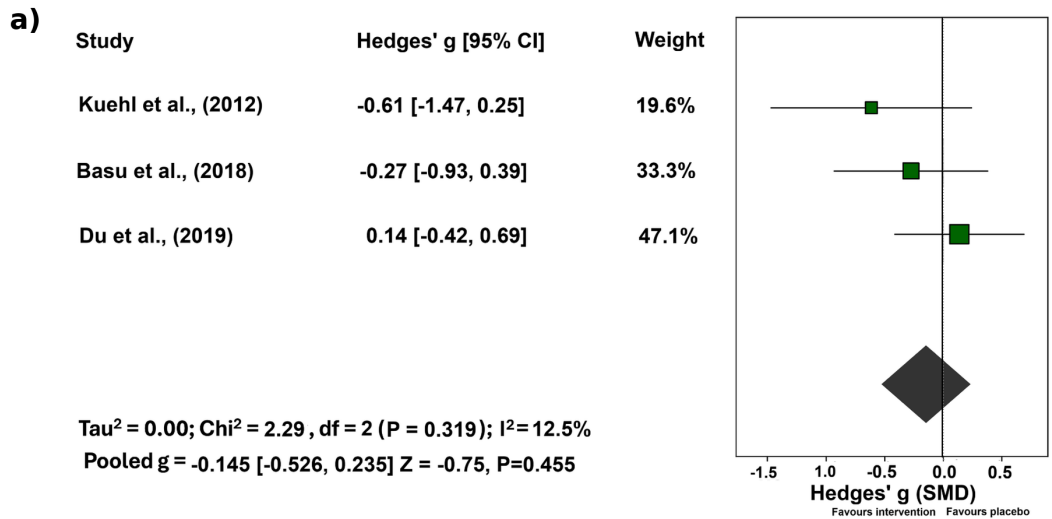 a)
Study Hedges' g [95% CI] Weight
Kuehl et al., (2012) -0.61 [-1.47, 0.25] 19.6%
Basu et al., (2018) -0.27 [-0.93, 0.39] 33.3%
Du et al., (2019) 0.14 [-0.42, 0.69] 47.1%
Tau² = 0.00; Chi² = 2.29 , df = 2 (P = 0.319); I²=12.5%
Pooled g = -0.145 [-0.526, 0.235] Z = -0.75, P=0.455
-1.5 1.0 -0.5 0.0 0.5
Hedges' g (SMD)
Favours intervention Favours placebo